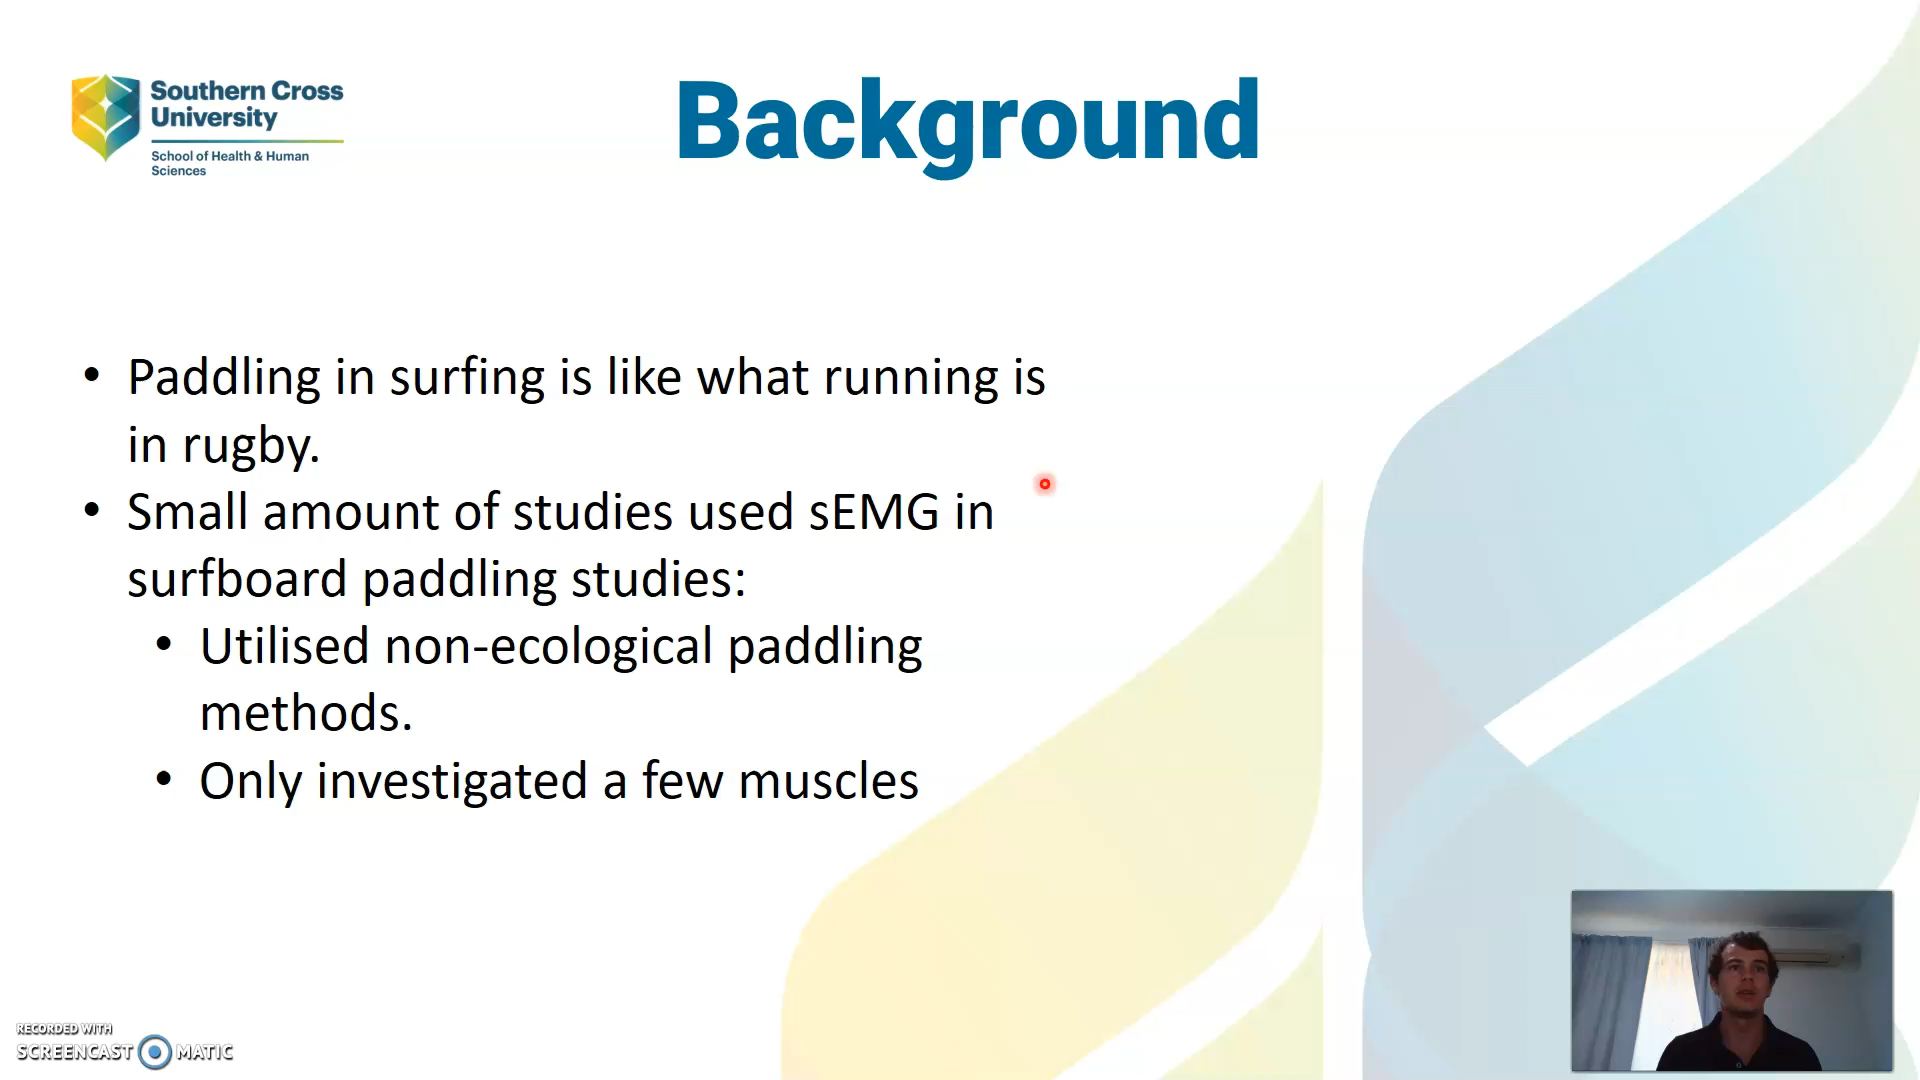 Southern Cross
University
School of Health & Human
Sciences
Background
• Paddling in surfing is like what running is
in rugby.
• Small amount of studies used sEMG in
surfboard paddling studies:
• Utilised non-ecological paddling
methods.
• Only investigated a few muscles
RECORDED WITH
SCREENCAST MATIC